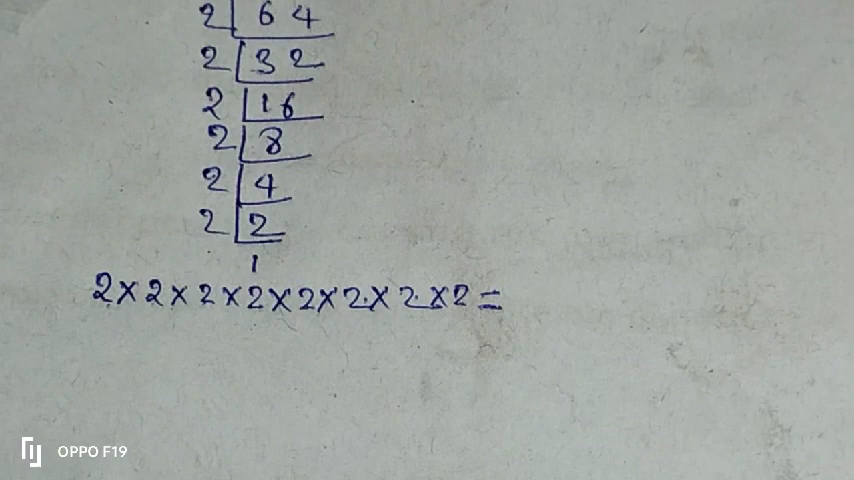 2 | 64
2 | 32
2 | 16
2 | 8
2 | 4
2 | 2
1
2×2×2×2×2×2×2×2=
OPPO F19